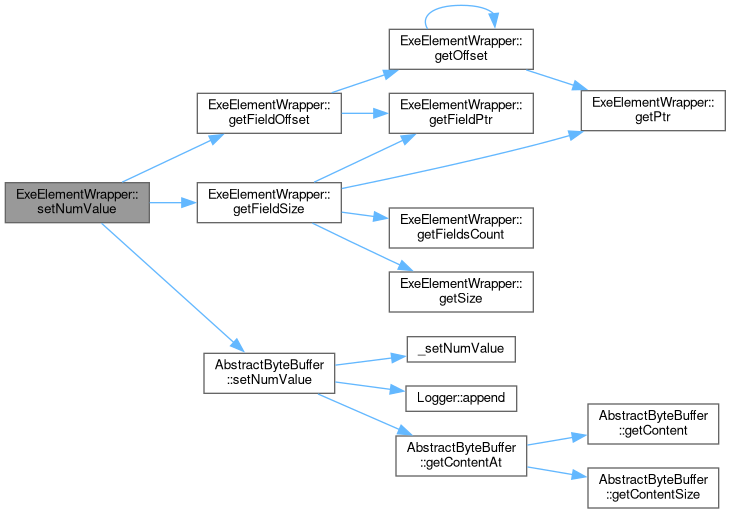 ExeElementWrapper::
setNumValue
ExeElementWrapper::
getFieldOffset
ExeElementWrapper::
getFieldSize
AbstractByteBuffer
::setNumValue
ExeElementWrapper::
getOffset
ExeElementWrapper::
getFieldPtr
ExeElementWrapper::
getFieldsCount
ExeElementWrapper::
getSize
_setNumValue
Logger::append
AbstractByteBuffer
::getContentAt
ExeElementWrapper::
getPtr
AbstractByteBuffer
::getContent
AbstractByteBuffer
::getContentSize